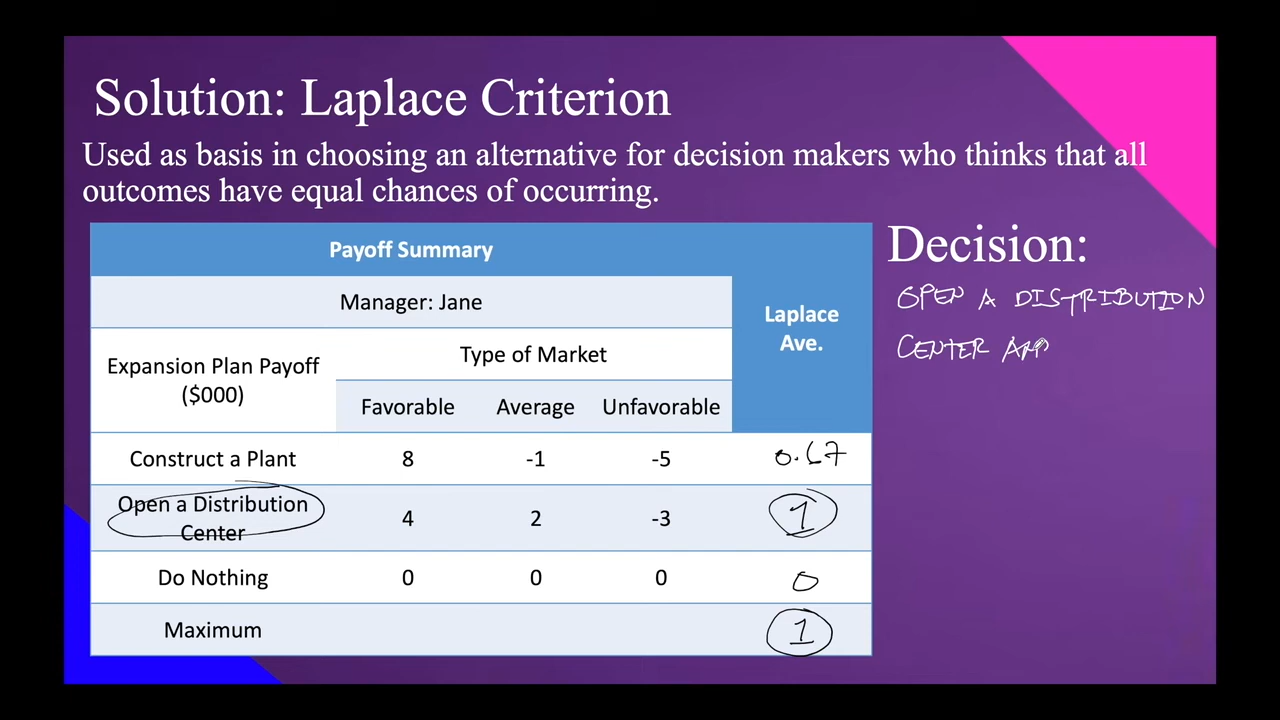 Solution: Laplace Criterion
Used as basis in choosing an alternative for decision makers who thinks that all
outcomes have equal chances of occurring.
Payoff Summary
Laplace
Ave.
Manager: Jane
Expansion Plan Payoff
($000)
Type of Market
Favorable Average Unfavorable
Construct a Plant 8 -1 -5 0.67
Open a Distribution
Center
4 2 -3 1
Do Nothing 0 0 0 0
Maximum 1
Decision:
OPEN A DISTRIBUTION
CENTER